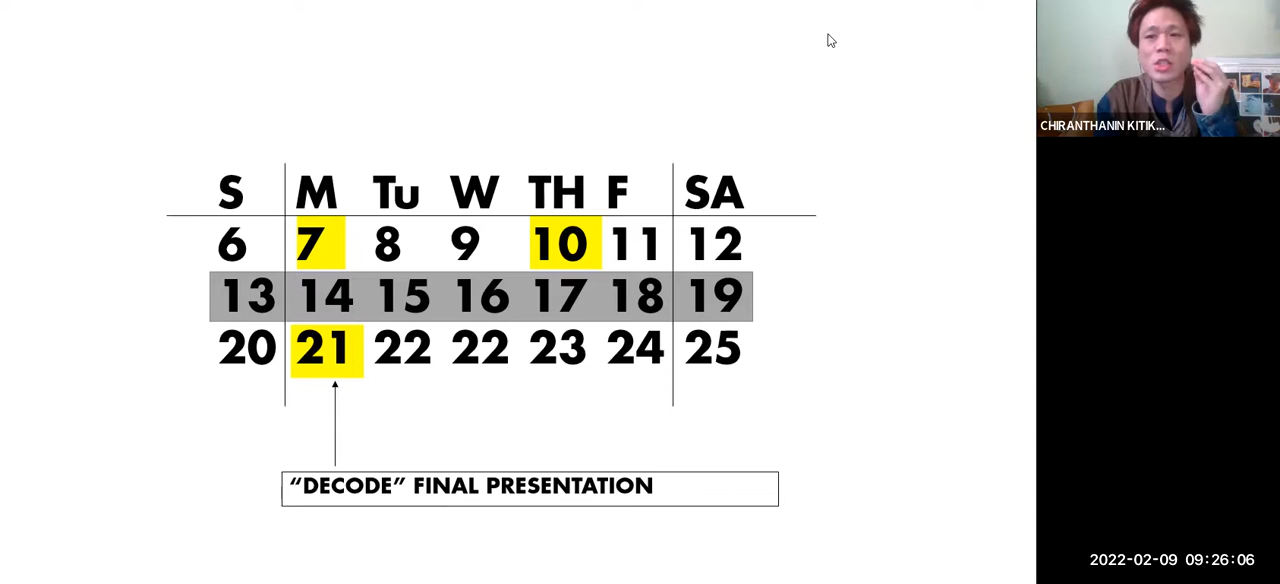 CHIRANTHANIN KITIK...
S M Tu W TH F SA
6 7 8 9 10 11 12
13 14 15 16 17 18 19
20 21 22 22 23 24 25
“DECODE” FINAL PRESENTATION
2022-02-09 09:26:06